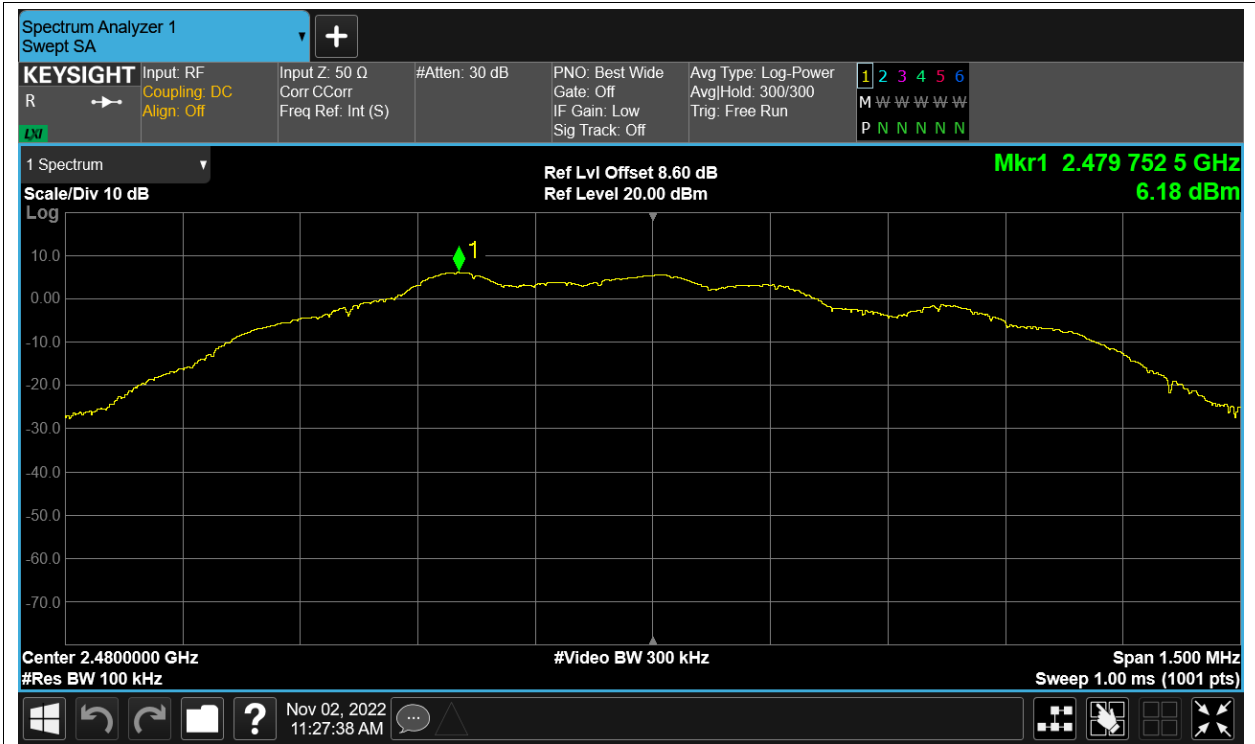 Spectrum Analyzer 1
Swept SA
KEYSIGHT
R
LXI
Input: RF
Coupling: DC
Align: Off
Input Z: 50 Ω
Corr CCorr
Freq Ref: Int (S)
#Atten: 30 dB
PNO: Best Wide
Gate: Off
IF Gain: Low
Sig Track: Off
Avg Type: Log-Power
Avg|Hold: 300/300
Trig: Free Run
1 2 3 4 5 6
M W W W W W
P N N N N N
1 Spectrum
Scale/Div 10 dB
Log
Ref Lvl Offset 8.60 dB
Ref Level 20.00 dBm
Mkr1 2.479 752 5 GHz
6.18 dBm
1
10.0
0.00
-10.0
-20.0
-30.0
-40.0
-50.0
-60.0
-70.0
Center 2.4800000 GHz
#Res BW 100 kHz
#Video BW 300 kHz
Span 1.500 MHz
Sweep 1.00 ms (1001 pts)
?
Nov 02, 2022
11:27:38 AM